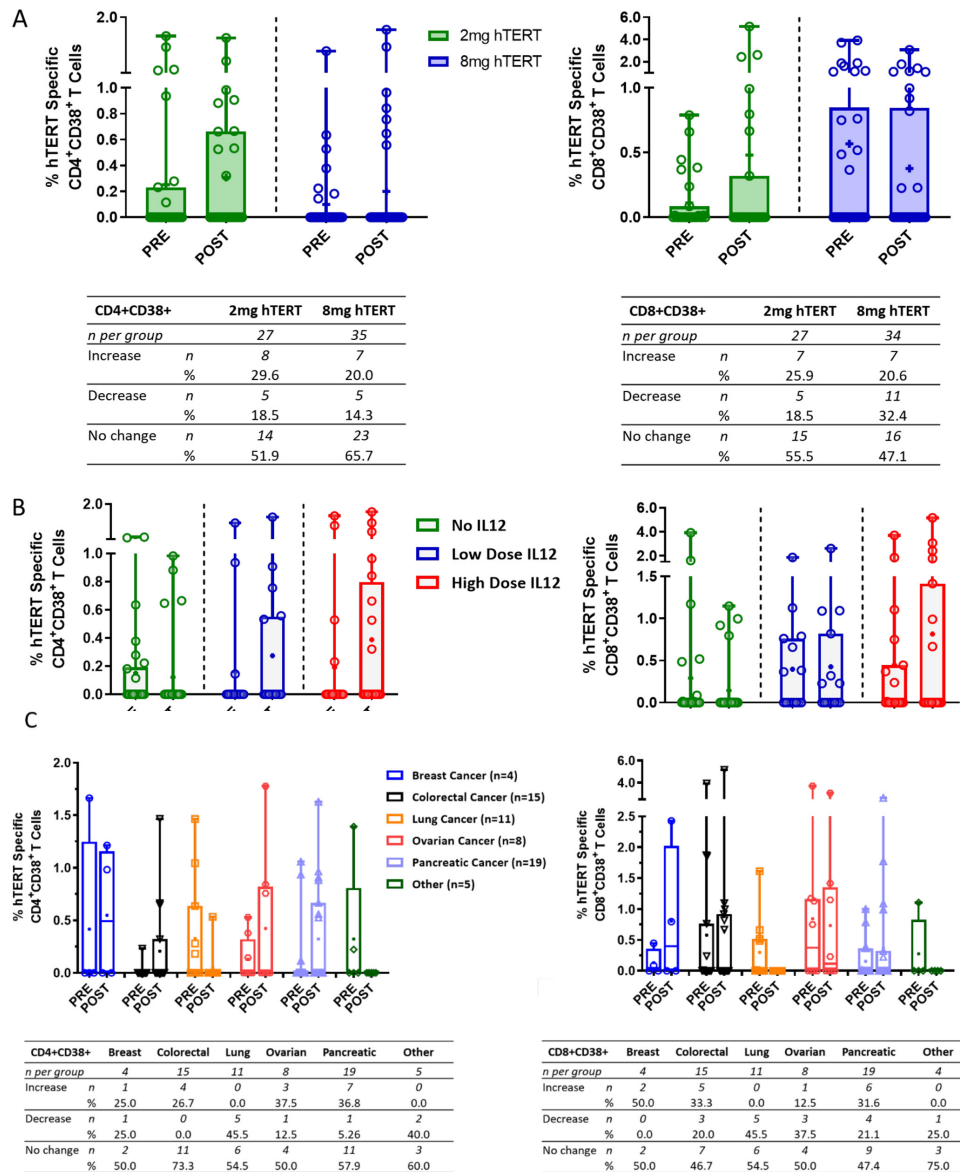 A
% hTERT Specific
CD4+CD38+ T Cells
2.0
1.0
0.8
0.6
0.4
0.2
0.0
PRE
POST
PRE
POST
2mg hTERT
8mg hTERT
% hTERT Specific
CD8+CD38+ T Cells
6.0
4.0
2.0
1.0
0.5
0.0
PRE
POST
PRE
POST
CD4+CD38+ 2mg hTERT 8mg hTERT
n per group 27 35
Increase n 8 7
% 29.6 20.0
Decrease n 5 5
% 18.5 14.3
No change n 14 23
% 51.9 65.7
CD8+CD38+ 2mg hTERT 8mg hTERT
n per group 27 34
Increase n 7 7
% 25.9 20.6
Decrease n 5 11
% 18.5 32.4
No change n 15 16
% 55.5 47.1
B
% hTERT Specific
CD4+CD38+ T Cells
2.0
1.0
0.8
0.6
0.4
0.2
0.0
No IL12
Low Dose IL12
High Dose IL12
% hTERT Specific
CD8+CD38+ T Cells
6.0
4.0
2.0
1.5
1.0
0.5
0.0
C
% hTERT Specific
CD4+CD38+ T Cells
2.0
1.5
1.0
0.5
0.0
PRE
POST
PRE
POST
PRE
POST
PRE
POST
PRE
POST
PRE
POST
Breast Cancer (n=4)
Colorectal Cancer (n=15)
Lung Cancer (n=11)
Ovarian Cancer (n=8)
Pancreatic Cancer (n=19)
Other (n=5)
% hTERT Specific
CD8+CD38+ T Cells
6.0
4.0
2.5
2.0
1.5
1.0
0.5
0.0
PRE
POST
PRE
POST
PRE
POST
PRE
POST
PRE
POST
PRE
POST
CD4+CD38+ Breast Colorectal Lung Ovarian Pancreatic Other
n per group 4 15 11 8 19 5
Increase n 1 4 0 3 7 0
% 25.0 26.7 0.0 37.5 36.8 0.0
Decrease n 1 0 5 1 1 2
% 25.0 0.0 45.5 12.5 5.26 40.0
No change n 2 11 6 4 11 3
% 50.0 73.3 54.5 50.0 57.9 60.0
CD8+CD38+ Breast Colorectal Lung Ovarian Pancreatic Other
n per group 4 15 11 8 19 4
Increase n 2 5 0 1 6 0
% 50.0 33.3 0.0 12.5 31.6 0.0
Decrease n 0 3 5 3 4 1
% 0.0 20.0 45.5 37.5 21.1 25.0
No change n 2 7 6 4 9 3
% 50.0 46.7 54.5 50.0 47.4 75.0